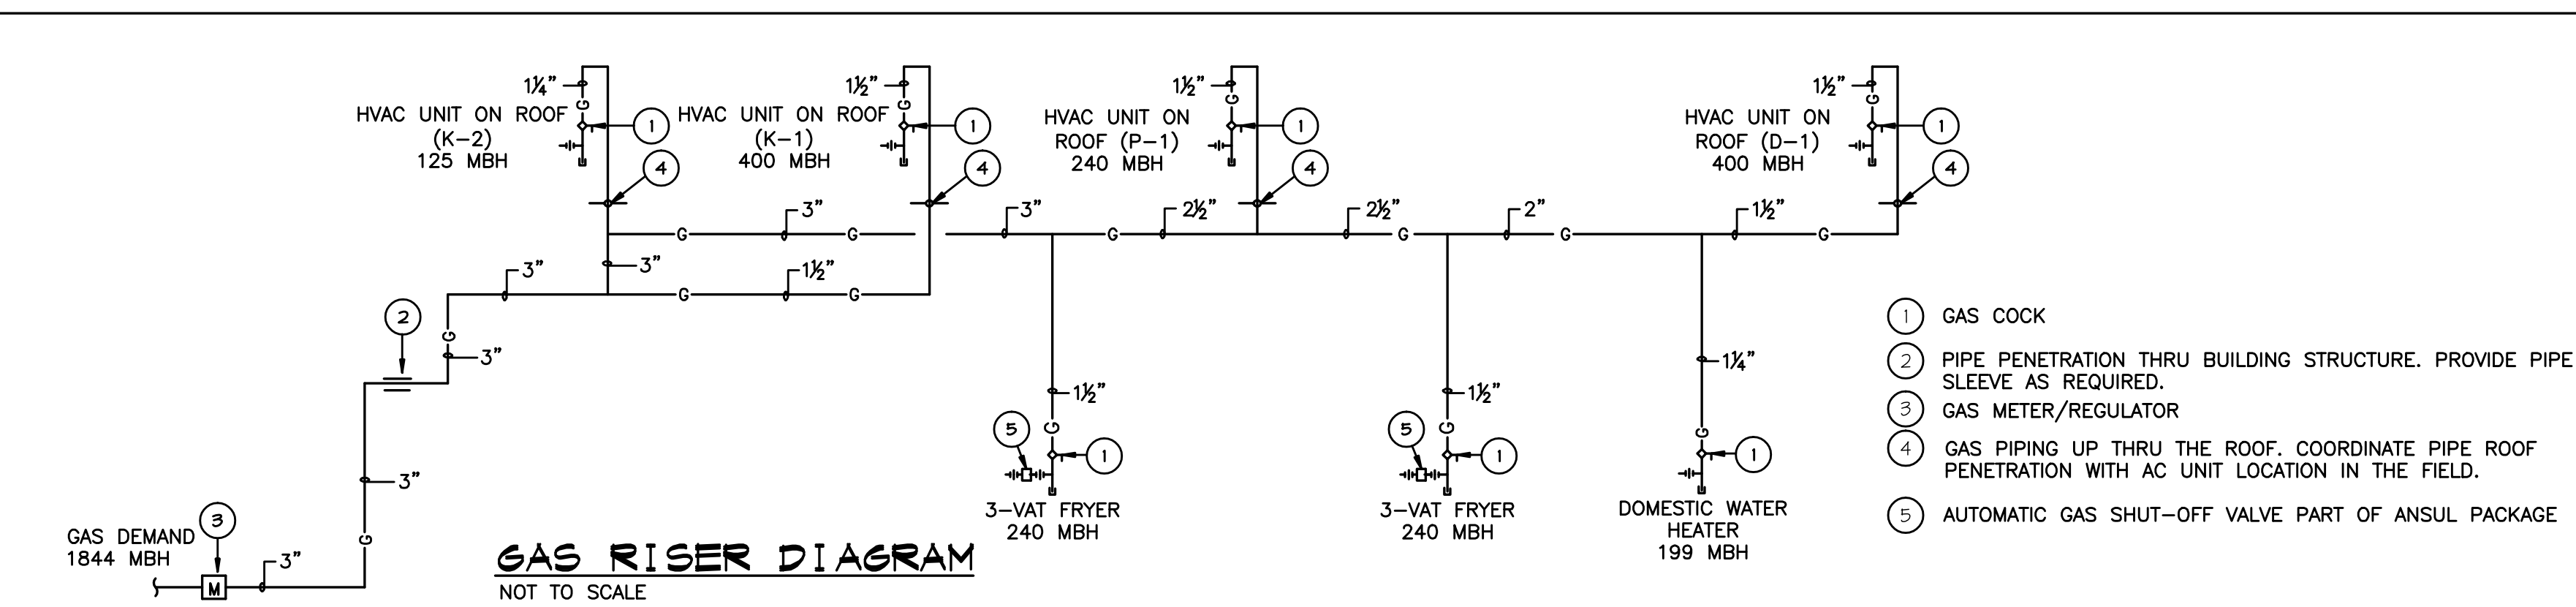 1¼"
HVAC UNIT ON ROOF
(K-2)
125 MBH
G
1
4
1½"
HVAC UNIT ON ROOF
(K-1)
400 MBH
G
1
4
1½"
HVAC UNIT ON
ROOF (P-1)
240 MBH
G
1
4
1½"
HVAC UNIT ON
ROOF (D-1)
400 MBH
G
1
4
G
3"
G
3"
G
2½"
2½"
G
2"
G
1½"
G
3"
3"
G
1½"
G
2
G
3"
3"
G
GAS DEMAND
1844 MBH
3
M
3"
1½"
G
5
1
3-VAT FRYER
240 MBH
1½"
G
5
1
3-VAT FRYER
240 MBH
1¼"
G
1
DOMESTIC WATER
HEATER
199 MBH
1 GAS COCK
2 PIPE PENETRATION THRU BUILDING STRUCTURE. PROVIDE PIPE
SLEEVE AS REQUIRED.
3 GAS METER/REGULATOR
4 GAS PIPING UP THRU THE ROOF. COORDINATE PIPE ROOF
PENETRATION WITH AC UNIT LOCATION IN THE FIELD.
5 AUTOMATIC GAS SHUT-OFF VALVE PART OF ANSUL PACKAGE
GAS RISER DIAGRAM
NOT TO SCALE